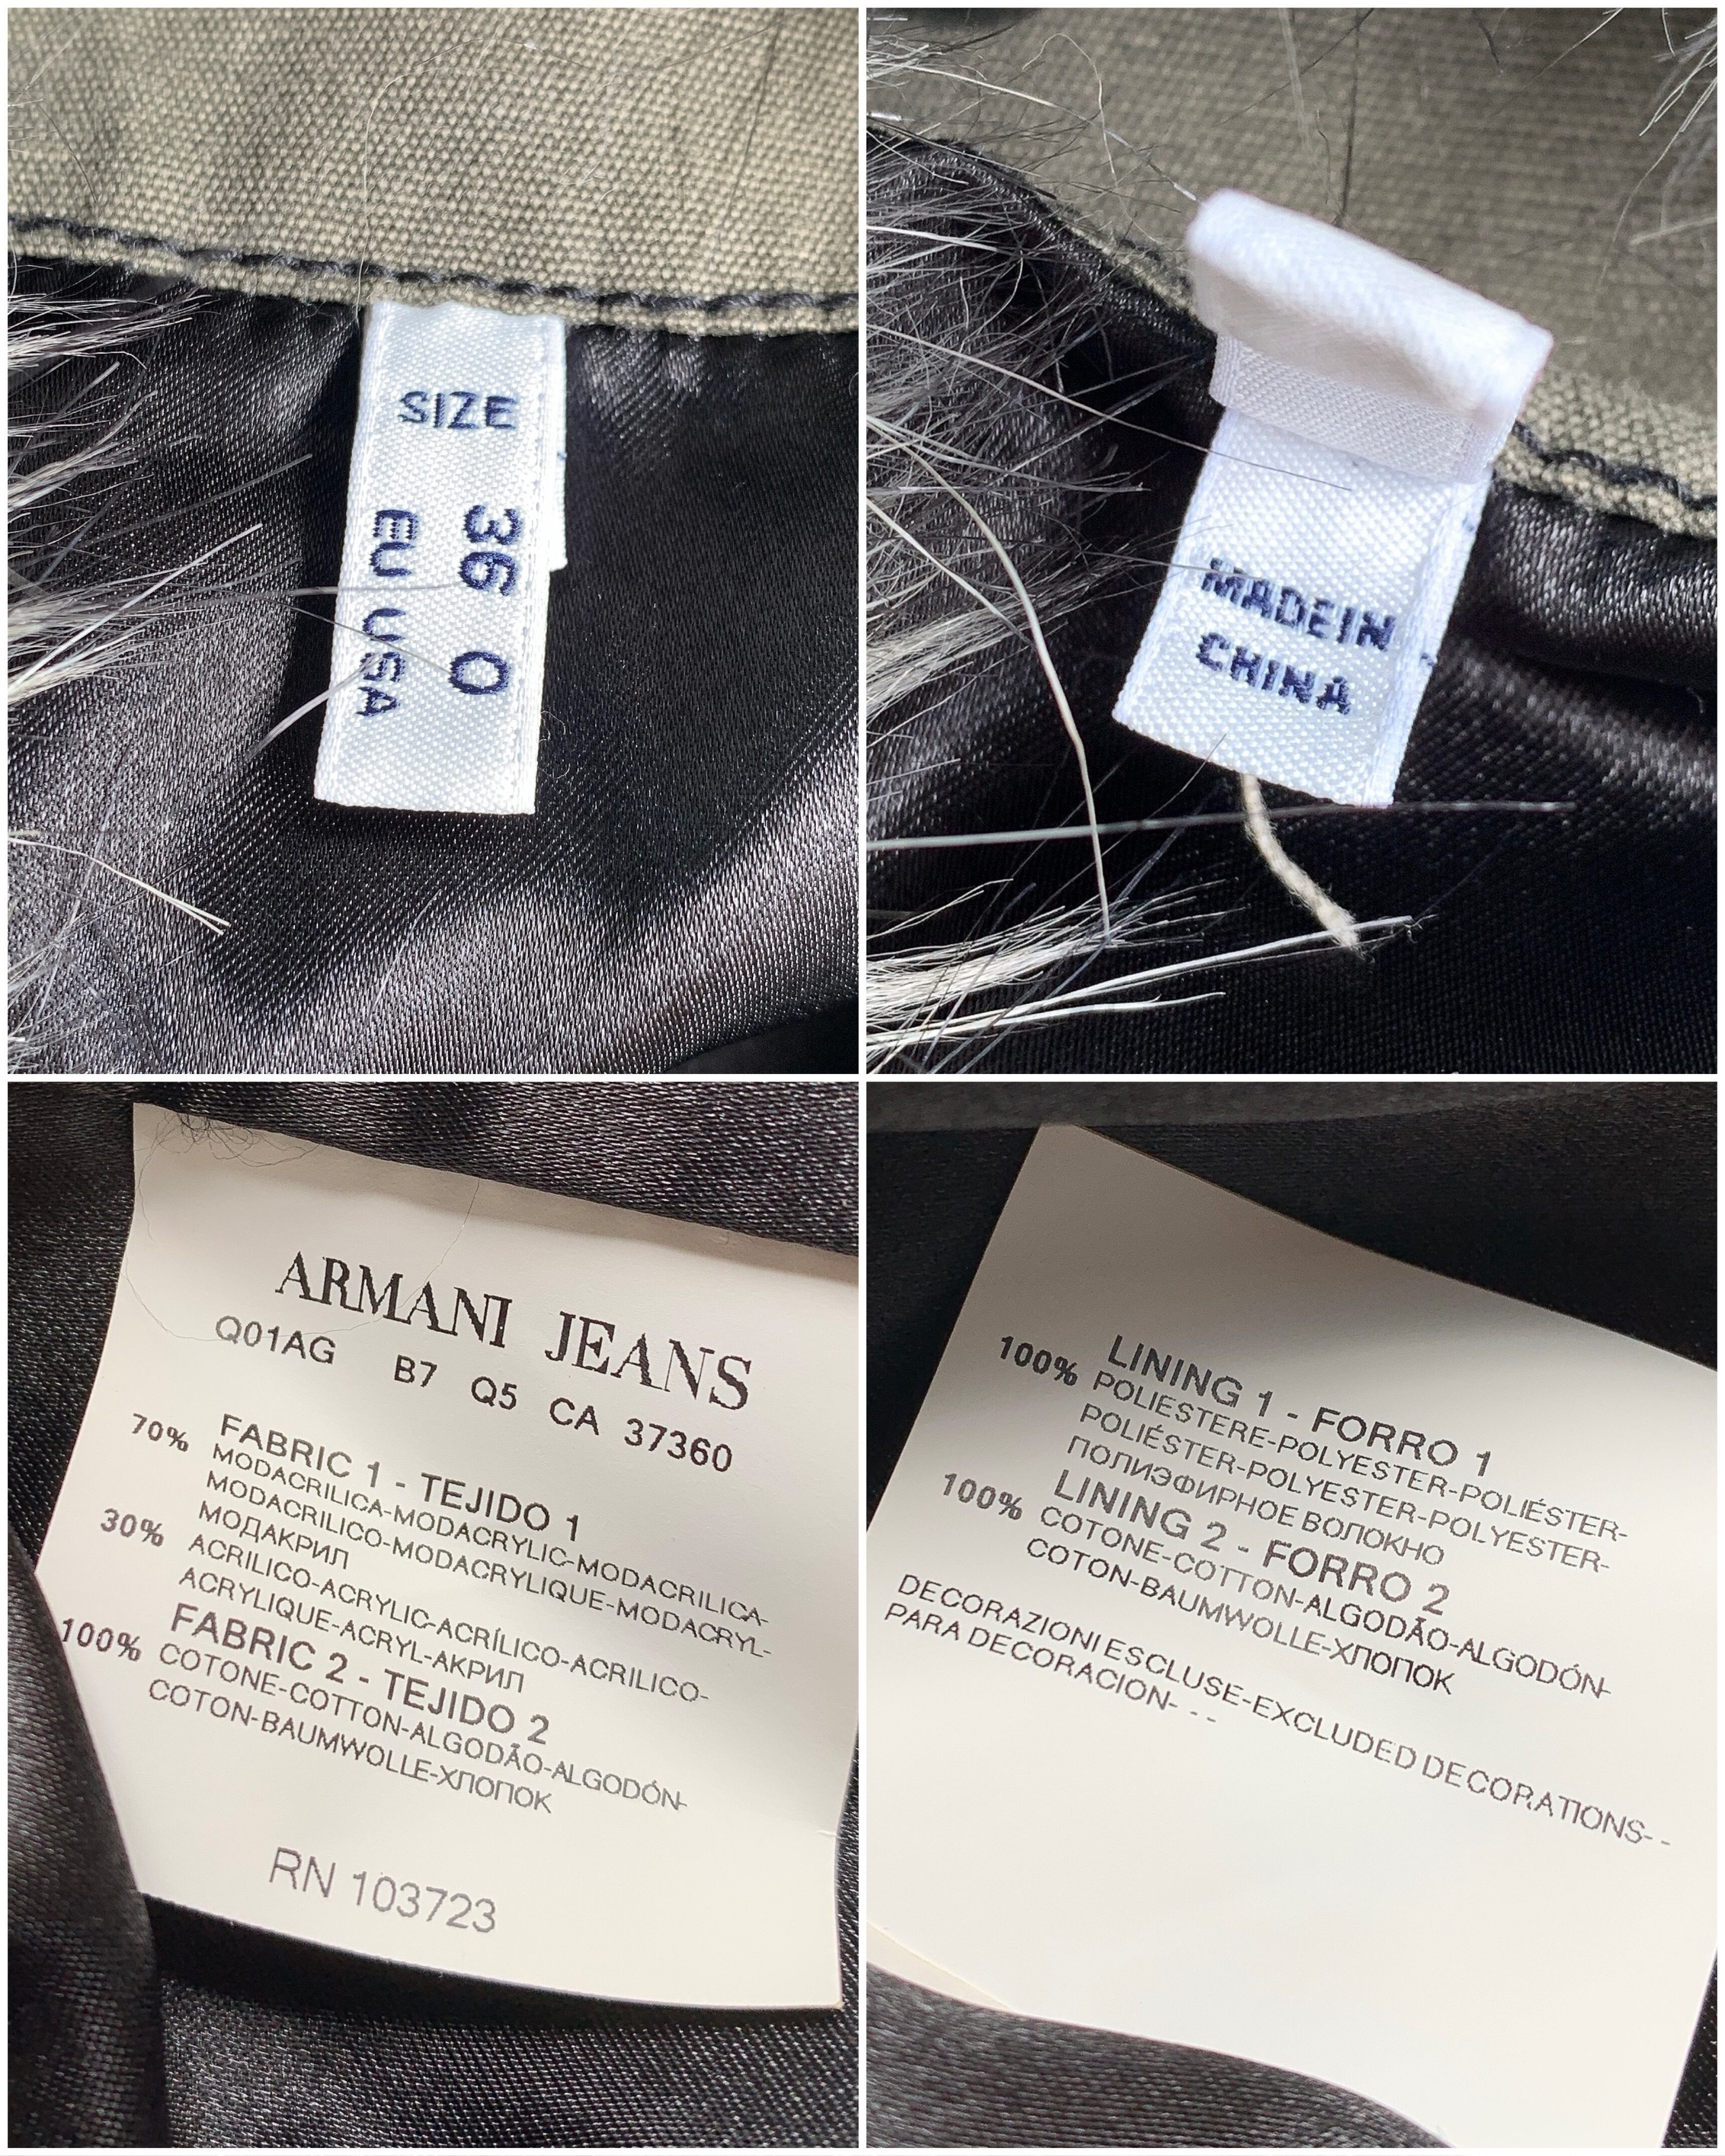 SIZE
36 0
EU USA
MADE IN
CHINA
ARMANI JEANS
Q01AG B7 Q5 CA 37360
FABRIC 1 - TEJIDO 1
70% MODACRILICA-MODACRYLIC-MODACRILICA-
MODACRILICO-MODACRYLIQUE-MODACRYL-
МОДАКРИЛ
30% ACRILICO-ACRYLIC-ACRÍLICO-ACRILICO-
ACRYLIQUE-ACRYL-АКРИЛ
FABRIC 2 - TEJIDO 2
100% COTONE-COTTON-ALGODÃO-ALGODÓN-
COTON-BAUMWOLLE-ХЛОПОК
RN 103723
LINING 1 - FORRO 1
100% POLIESTERE-POLYESTER-POLIÉSTER-
POLIÉSTER-POLYESTER-POLYESTER-
ПОЛИЭФИРНОЕ ВОЛОКНО
LINING 2 - FORRO 2
100% COTONE-COTTON-ALGODÃO-ALGODÓN-
COTON-BAUMWOLLE-ХЛОПОК
DECORAZIONI ESCLUSE-EXCLUDED DECORATIONS- -
PARA DECORACION- - -